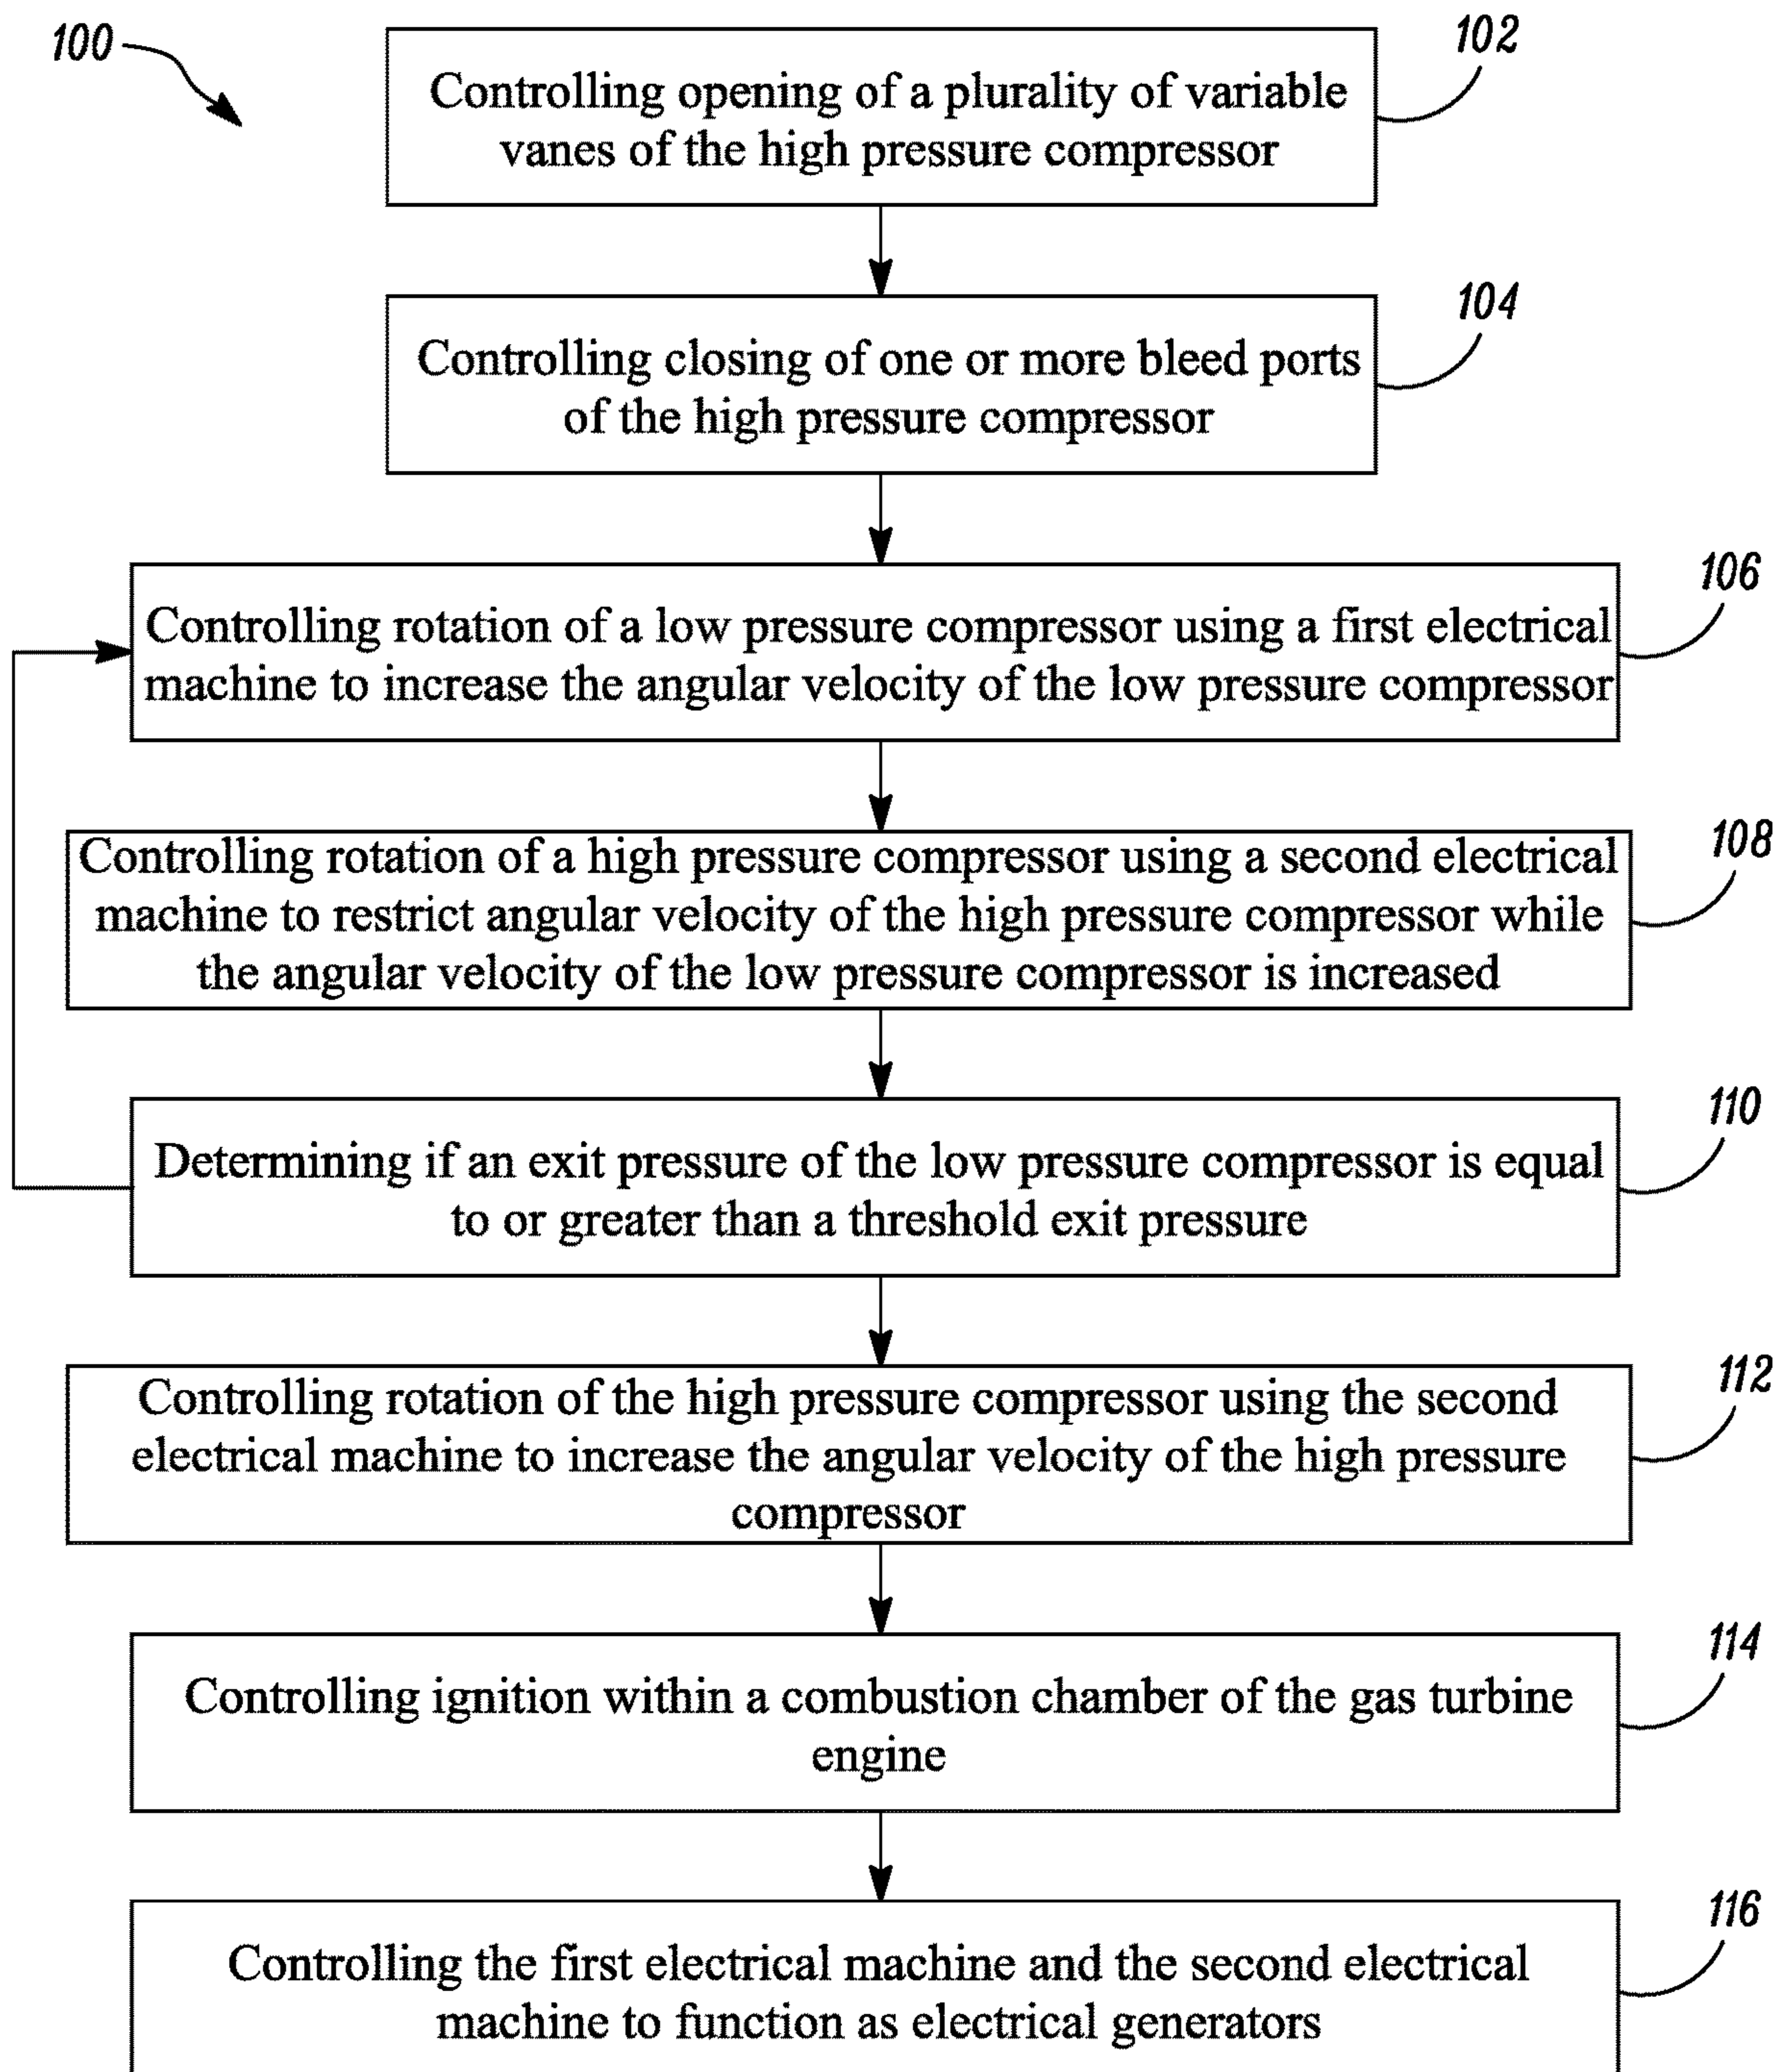 100
102
Controlling opening of a plurality of variable
vanes of the high pressure compressor
104
Controlling closing of one or more bleed ports
of the high pressure compressor
106
Controlling rotation of a low pressure compressor using a first electrical
machine to increase the angular velocity of the low pressure compressor
108
Controlling rotation of a high pressure compressor using a second electrical
machine to restrict angular velocity of the high pressure compressor while
the angular velocity of the low pressure compressor is increased
110
Determining if an exit pressure of the low pressure compressor is equal
to or greater than a threshold exit pressure
112
Controlling rotation of the high pressure compressor using the second
electrical machine to increase the angular velocity of the high pressure
compressor
114
Controlling ignition within a combustion chamber of the gas turbine
engine
116
Controlling the first electrical machine and the second electrical
machine to function as electrical generators